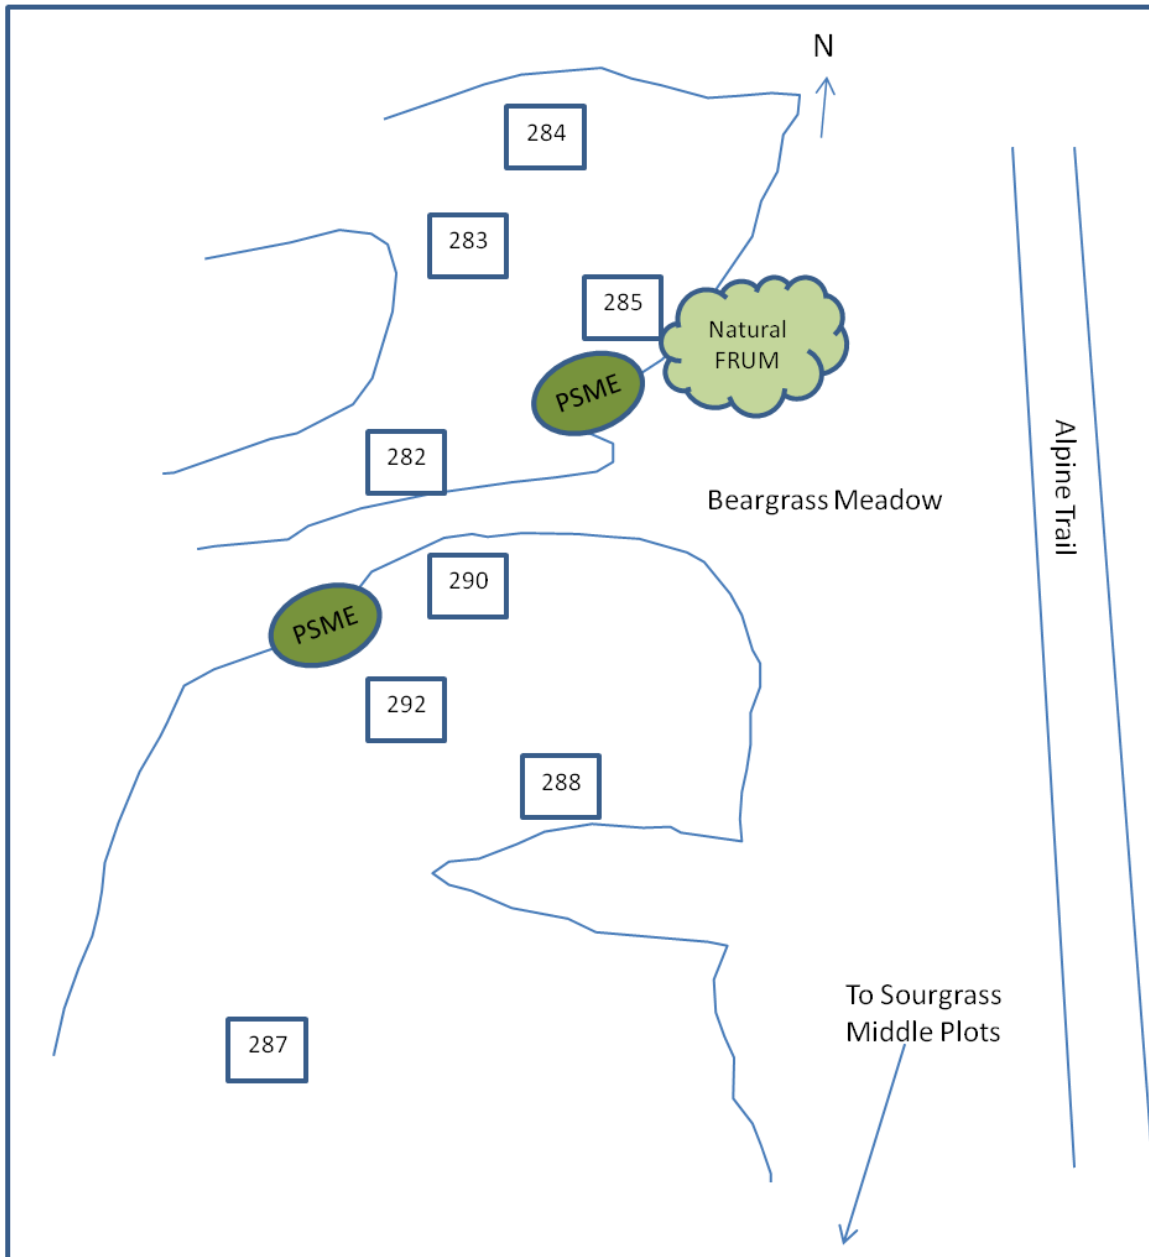 N
284
283
285
Natural
FRUM
PSME
282
Alpine Trail
Beargrass Meadow
290
PSME
292
288
To Sourgrass
Middle Plots
287